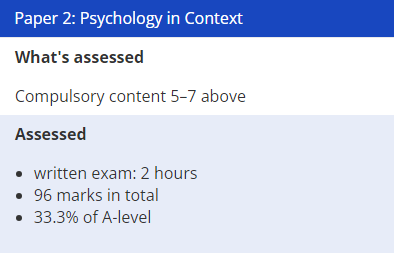 Paper 2: Psychology in Context
What's assessed
Compulsory content 5–7 above
Assessed
• written exam: 2 hours
• 96 marks in total
• 33.3% of A-level